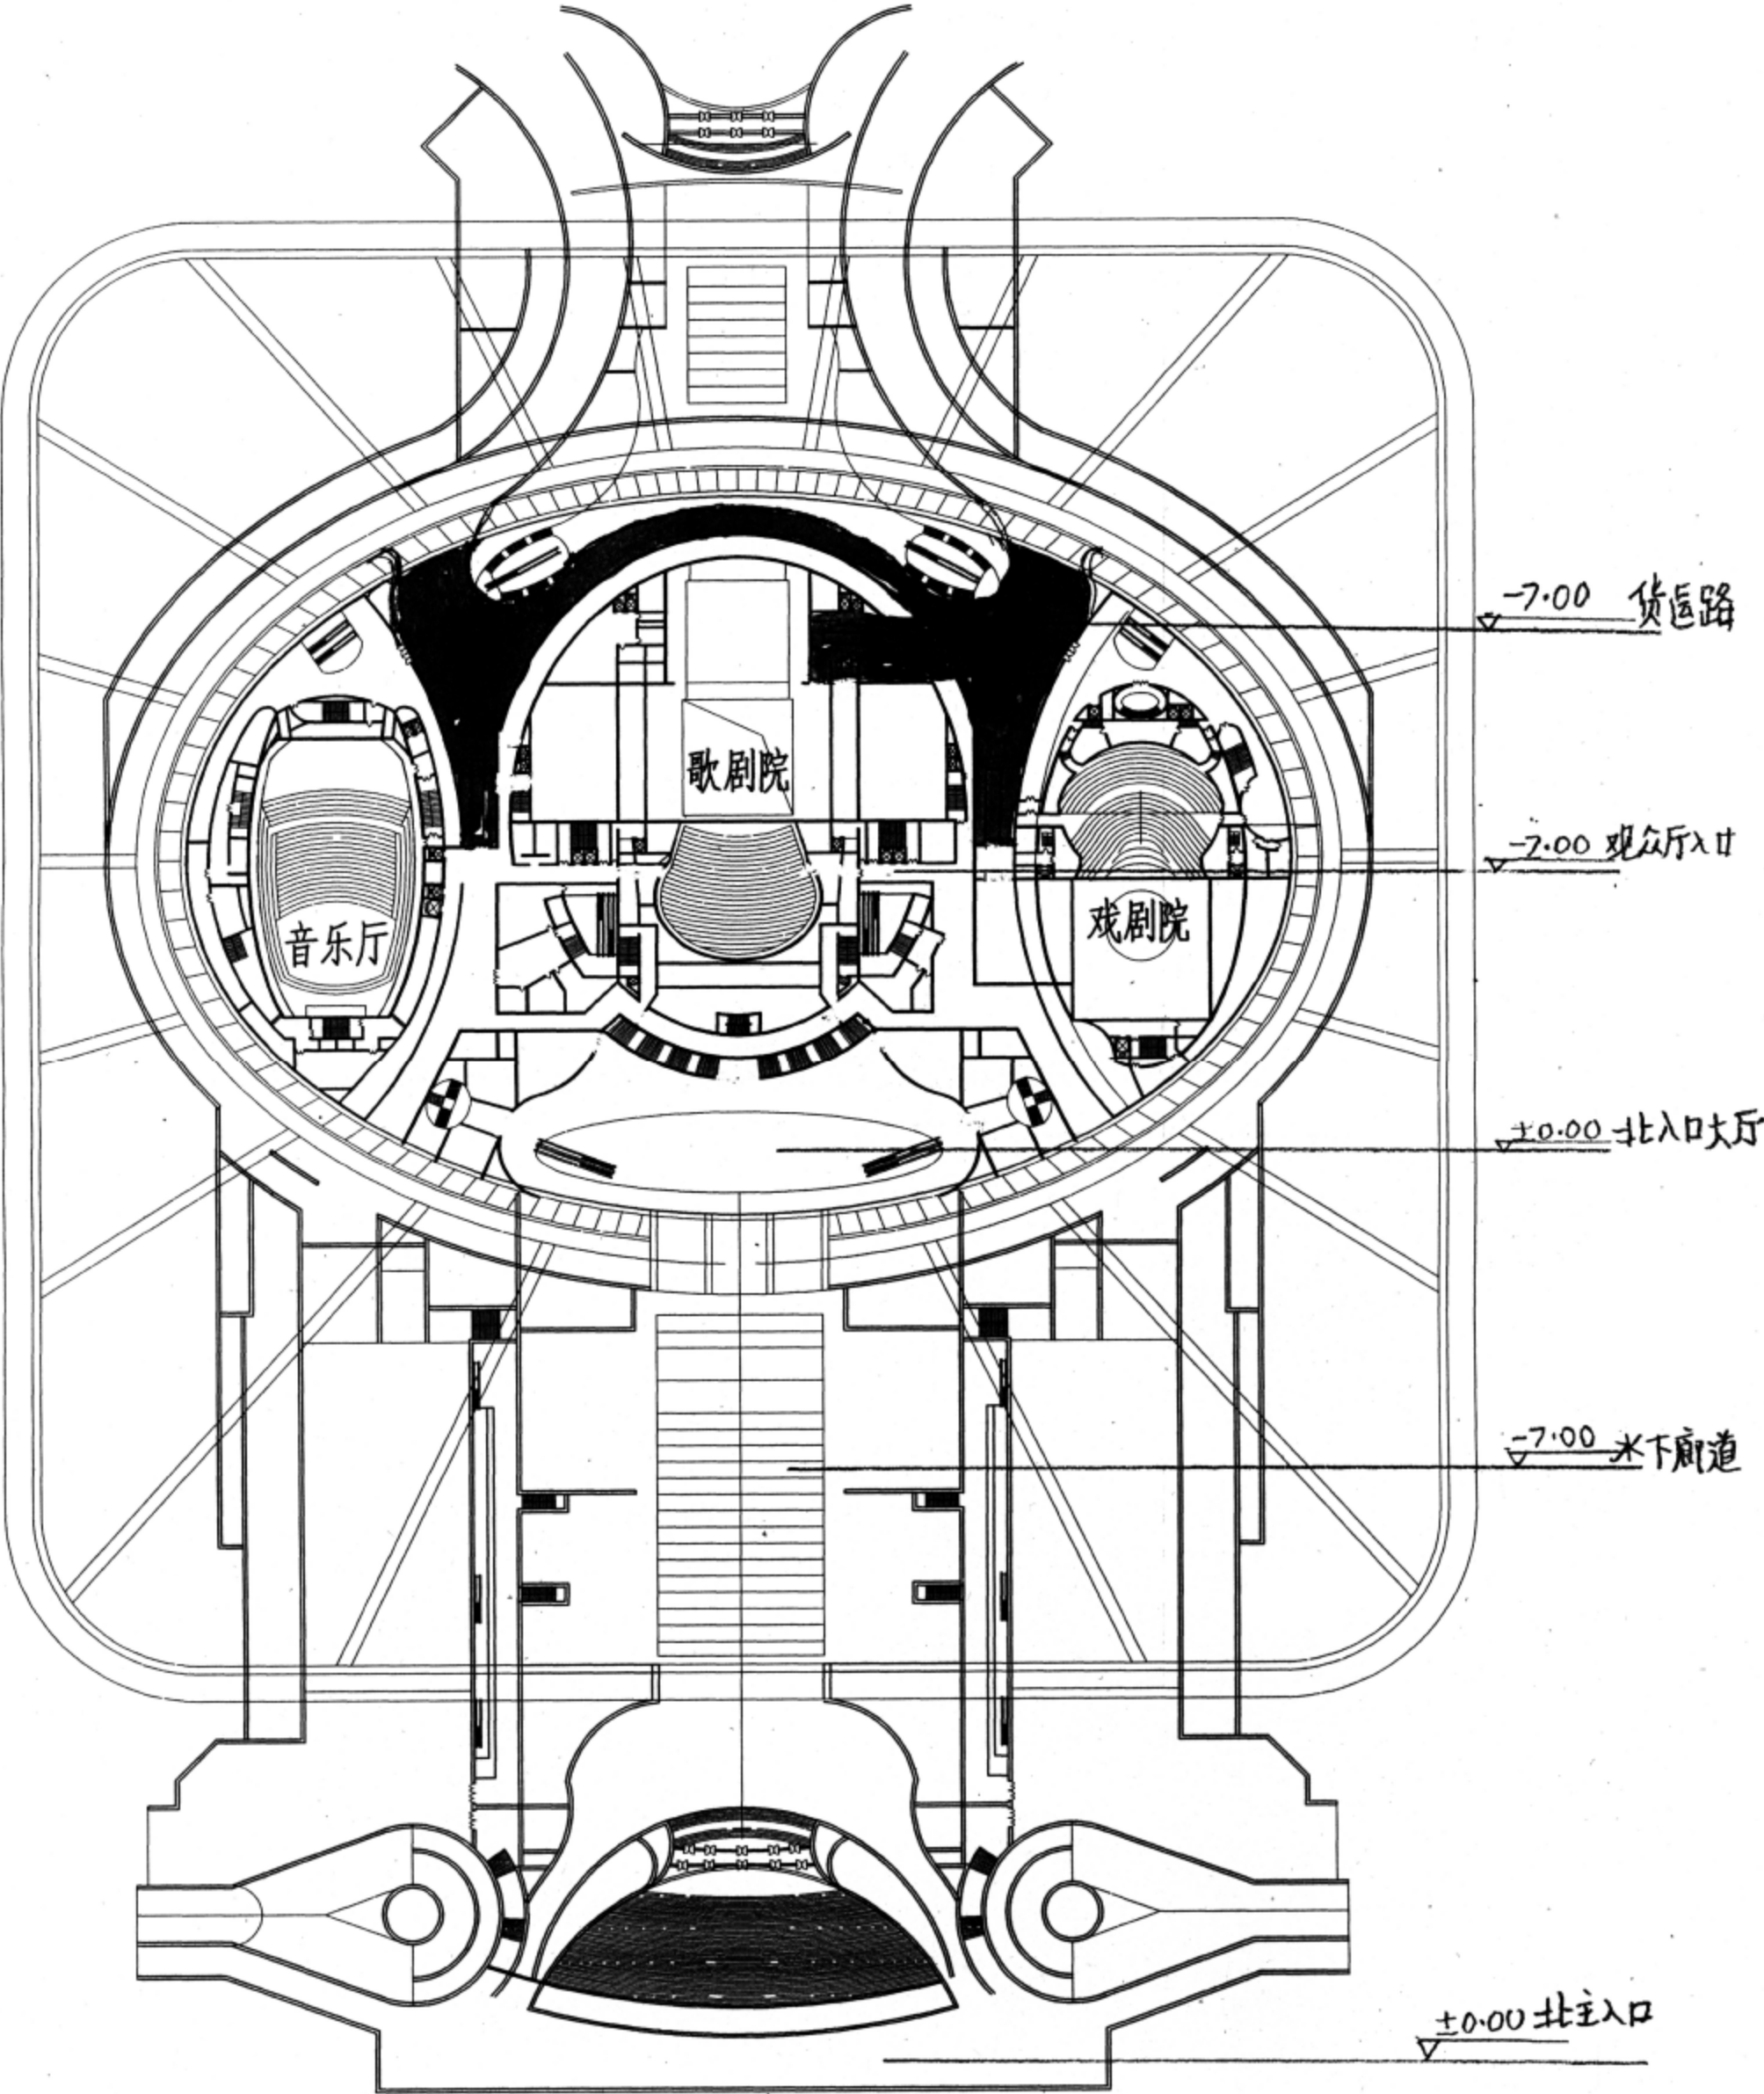 -7.00 货运路
歌剧院
-7.00 观众厅入口
音乐厅
戏剧院
±0.00 北入口大厅
-7.00 水下廊道
±0.00 北主入口